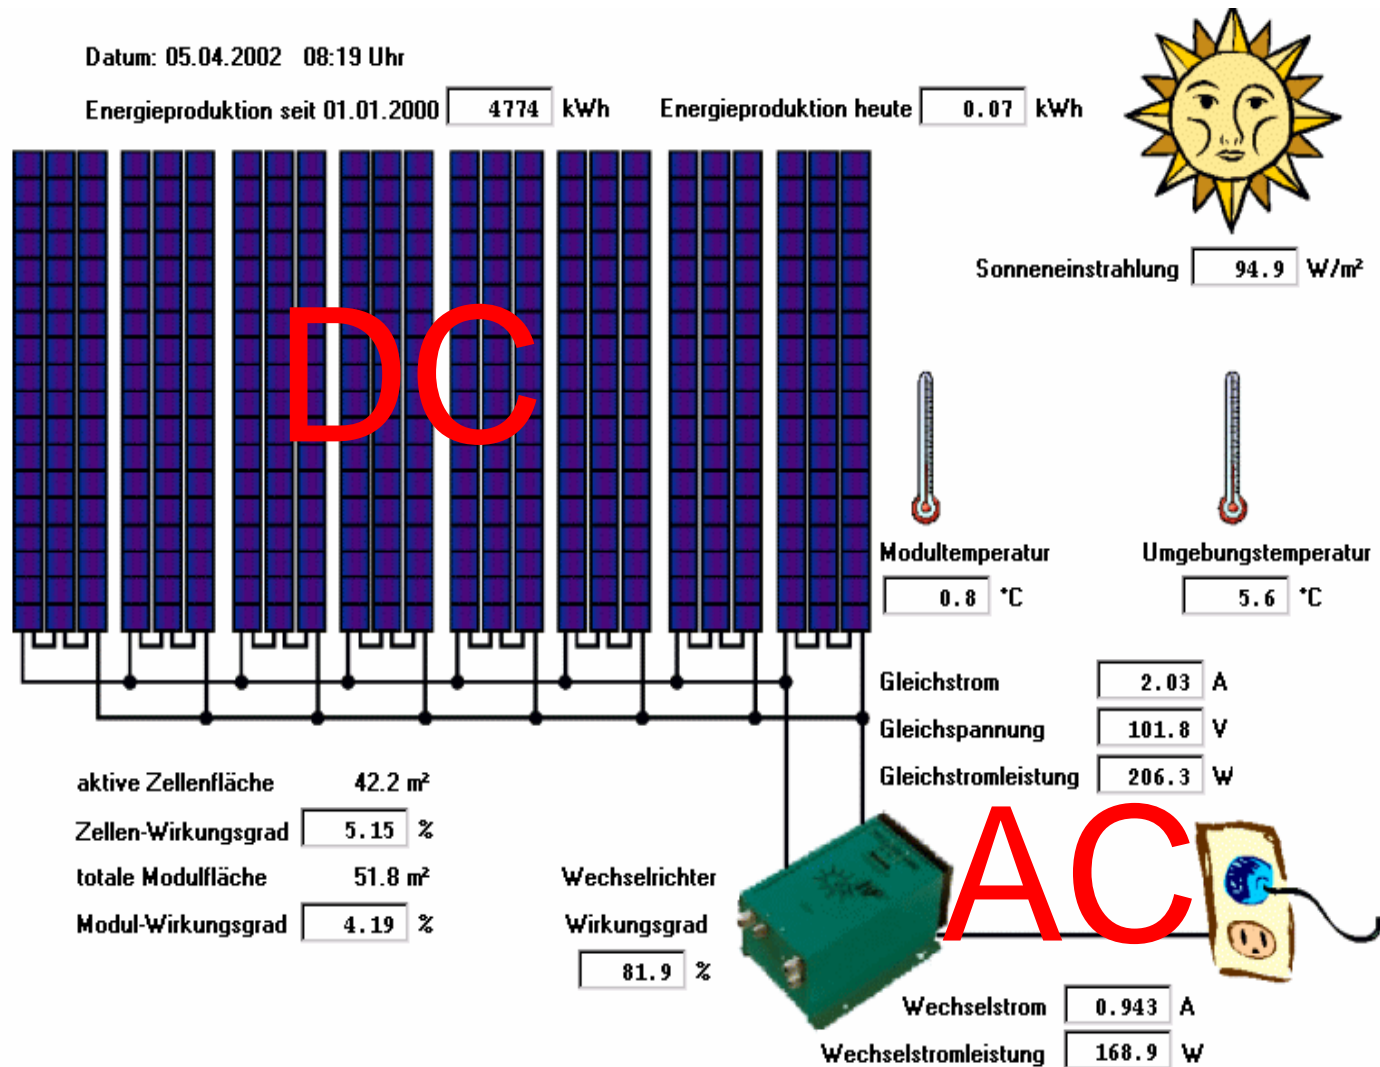 Datum: 05.04.2002 08:19 Uhr
Energieproduktion seit 01.01.2000 4774 kWh Energieproduktion heute 0.07 kWh
Sonneneinstrahlung 94.9 W/m²
DC
Modultemperatur Umgebungstemperatur
0.8 °C 5.6 °C
Gleichstrom 2.03 A
Gleichspannung 101.8 V
Gleichstromleistung 206.3 W
aktive Zellenfläche 42.2 m²
Zellen-Wirkungsgrad 5.15 %
totale Modulfläche 51.8 m²
Modul-Wirkungsgrad 4.19 %
Wechselrichter
Wirkungsgrad
81.9 %
AC
Wechselstrom 0.943 A
Wechselstromleistung 168.9 W